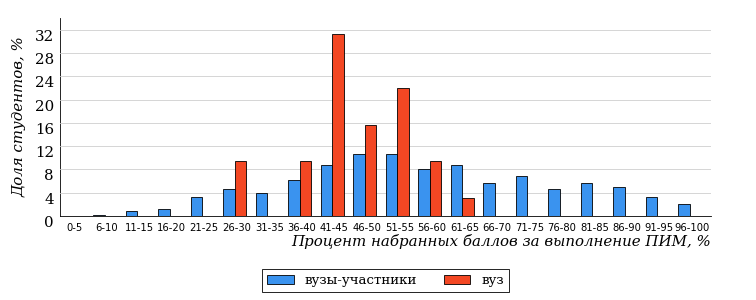 Доля студентов, %
32
28
24
20
16
12
8
4
0
0-5 6-10 11-15 16-20 21-25 26-30 31-35 36-40 41-45 46-50 51-55 56-60 61-65 66-70 71-75 76-80 81-85 86-90 91-95 96-100
Процент набранных баллов за выполнение ПИМ, %
вузы-участники вуз